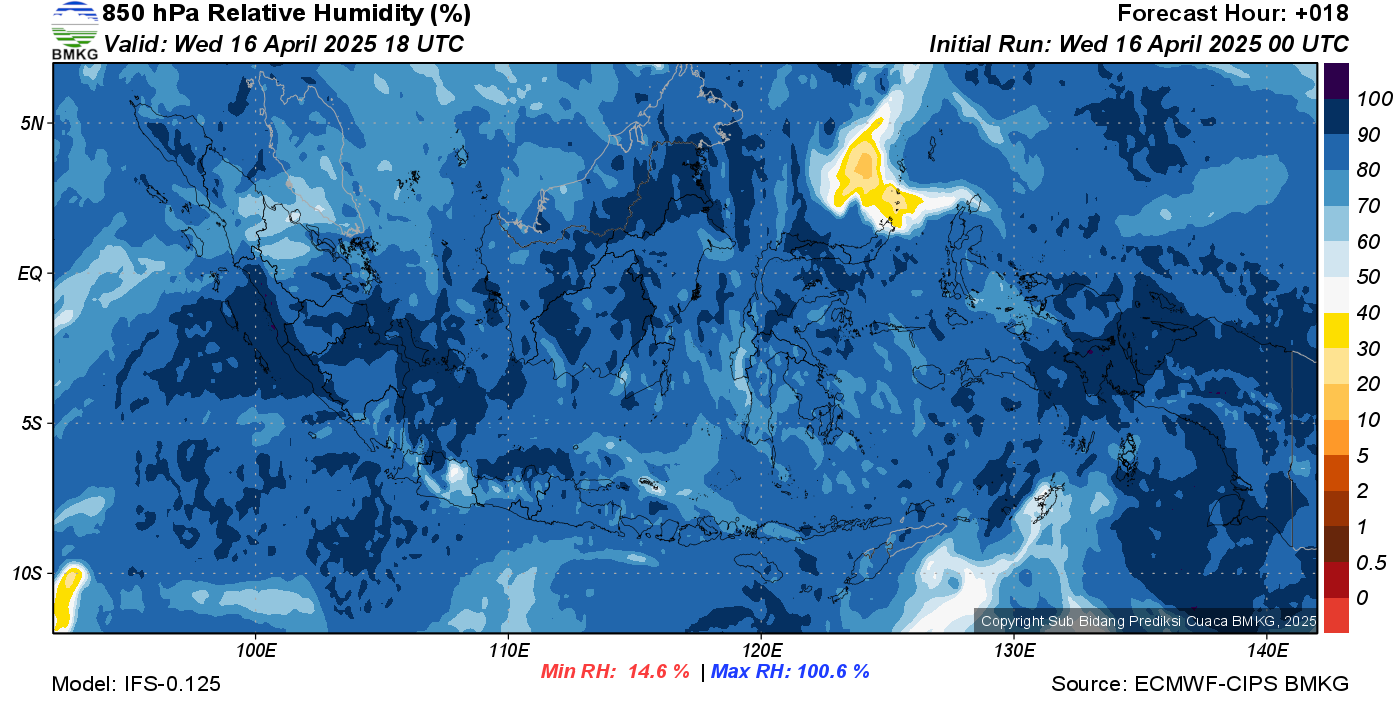 850 hPa Relative Humidity (%)
Forecast Hour: +018
BMKG
Valid: Wed 16 April 2025 18 UTC
Initial Run: Wed 16 April 2025 00 UTC
5N
EQ
5S
10S
100E
110E
120E
130E
140E
100
90
80
70
60
50
40
30
20
10
5
2
1
0.5
0
Copyright Sub Bidang Prediksi Cuaca BMKG, 2025
Min RH: 14.6 % | Max RH: 100.6 %
Model: IFS-0.125
Source: ECMWF-CIPS BMKG